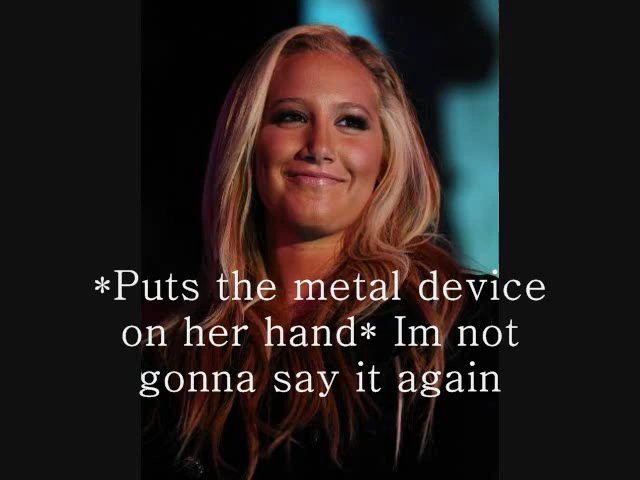 *Puts the metal device
on her hand* Im not
gonna say it again